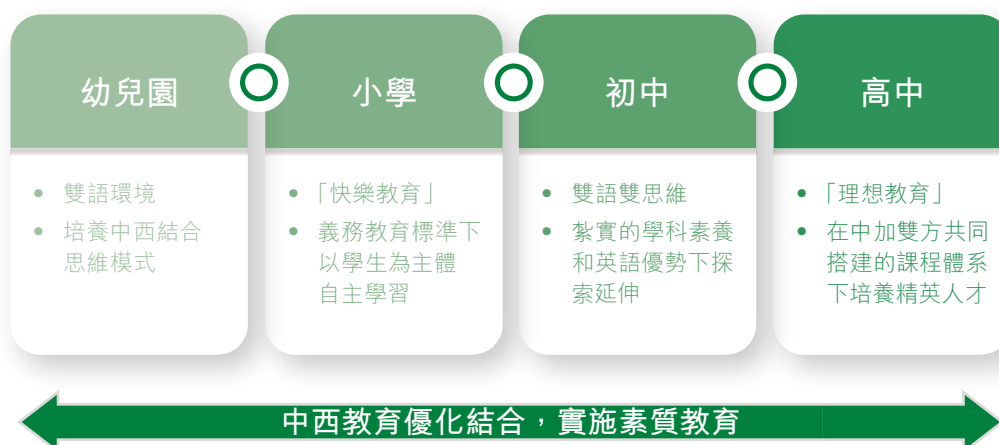 幼兒園
雙語環境
培養中西結合
思維模式
小學
「快樂教育」
義務教育標準下
以學生為主體
自主學習
初中
雙語雙思維
紮實的學科素養
和英語優勢下探
索延伸
高中
「理想教育」
在中加雙方共同
搭建的課程體系
下培養精英人才
中西教育優化結合，實施素質教育